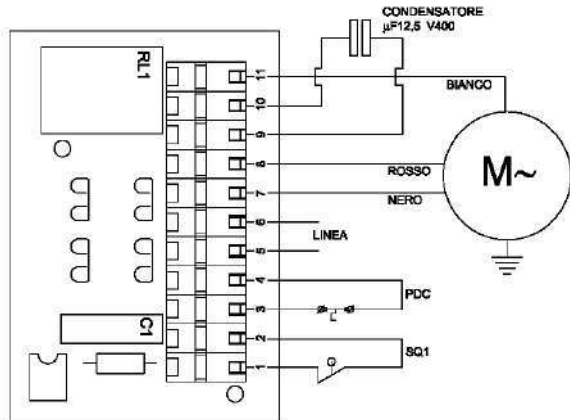 CONDENSATORE
µF12,5 V400
RL1
11
BIANCO
10
9
M~
8
ROSSO
7
NERO
6
LINEA
5
4
PDC
3
C1
2
SQ1
1